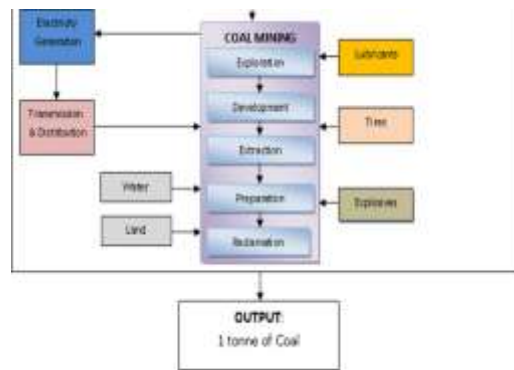 Electricity
Generation
COAL MINING
Exploration
Lubricants
Development
Transmission
& Distribution
Tires
Extraction
Water
Preparation
Explosives
Land
Reclamation
OUTPUT:
1 tonne of Coal